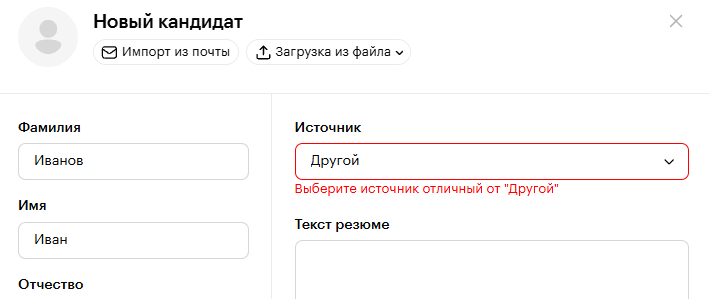 Новый кандидат
Импорт из почты
Загрузка из файла
Фамилия
Иванов
Имя
Иван
Отчество
Источник
Другой
Выберите источник отличный от "Другой"
Текст резюме